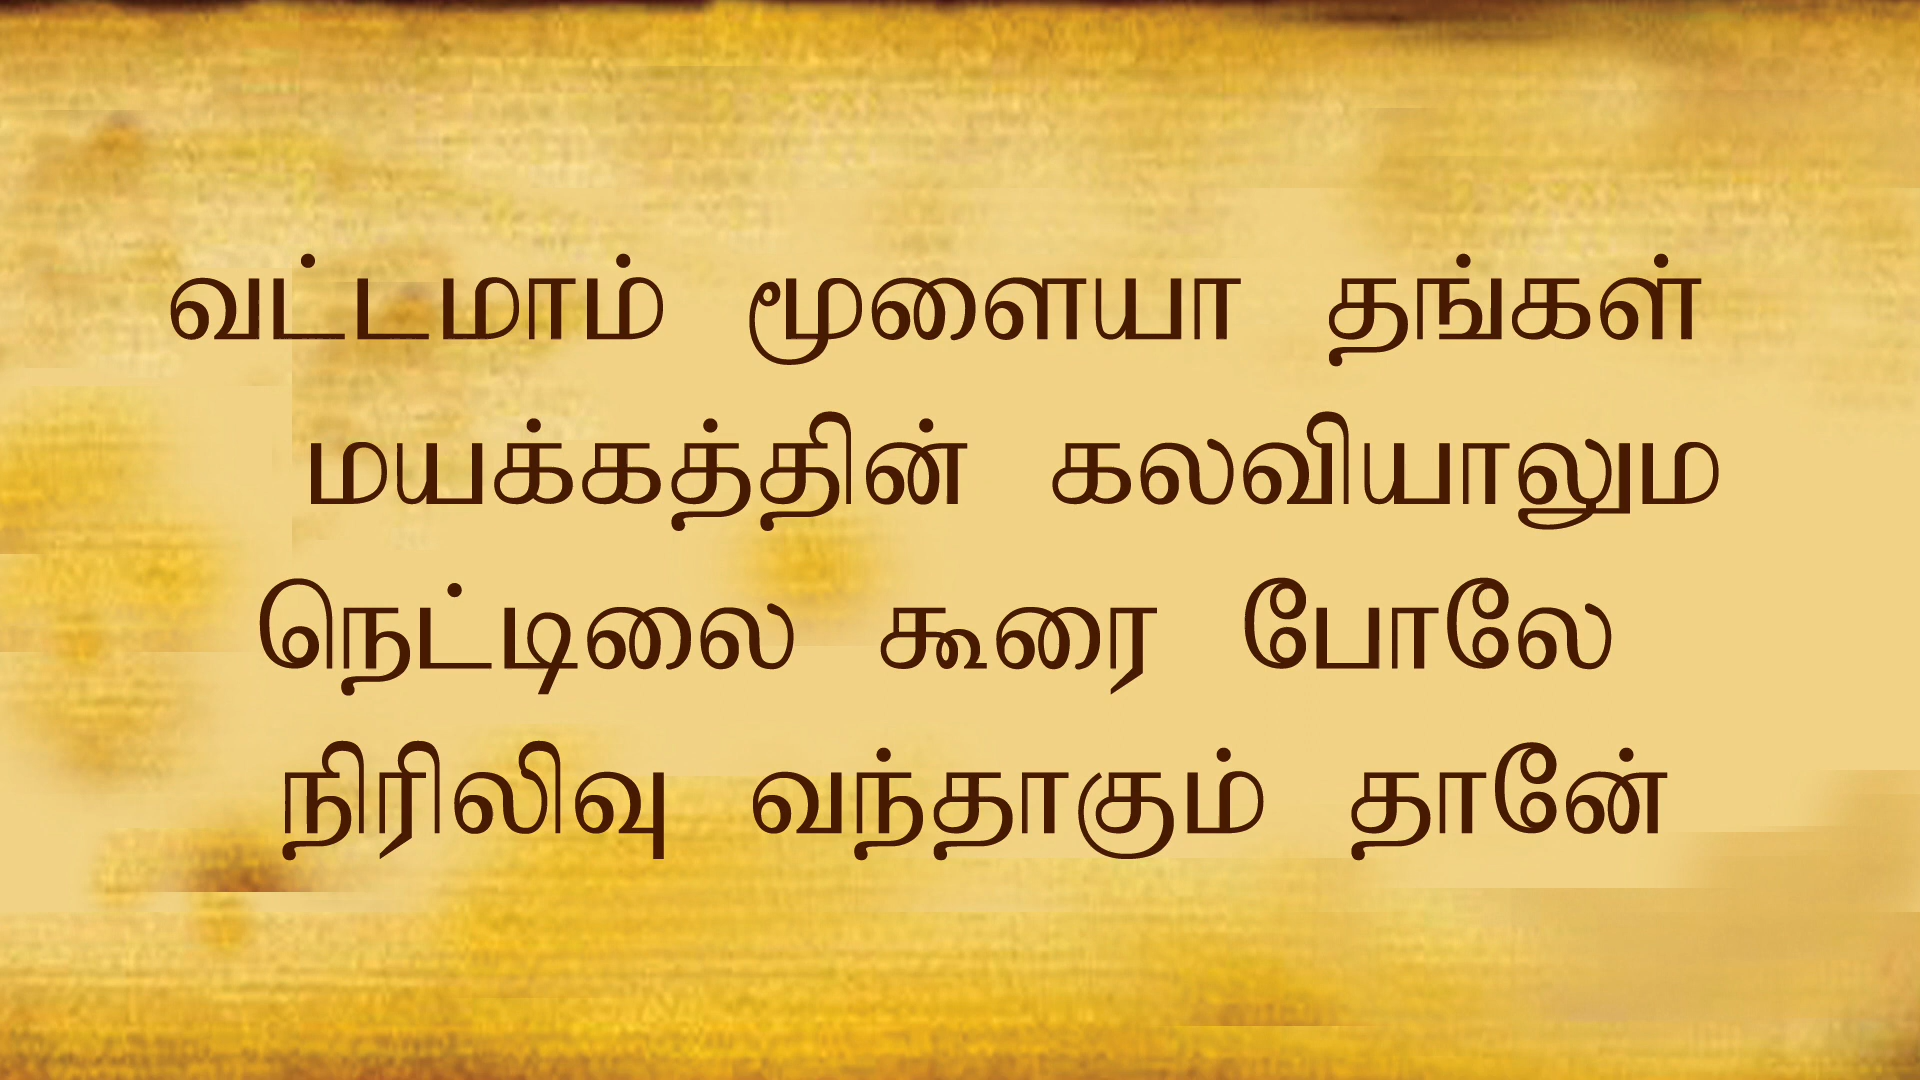 வட்டமாம் மூளையா தங்கள்
மயக்கத்தின் கலவியாலும
நெட்டிலை கூரை போலே
நிரிலிவு வந்தாகும் தானே்